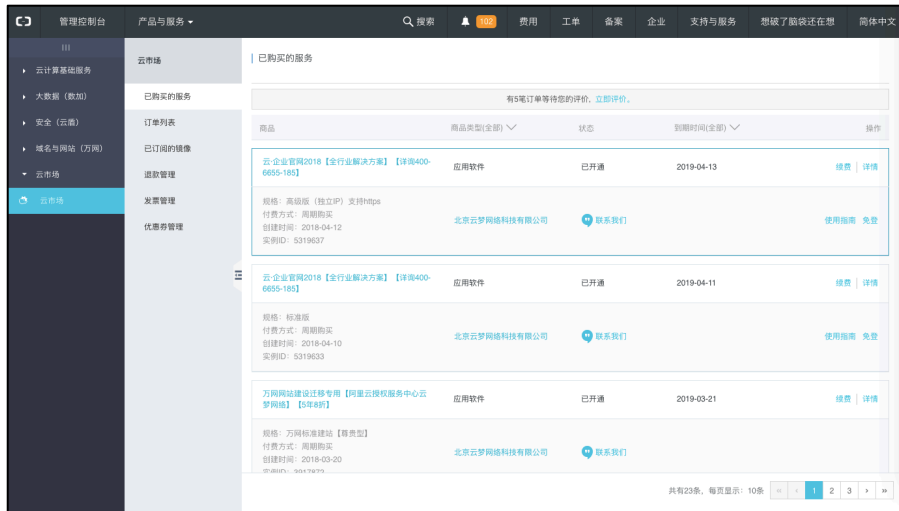 管理控制台 产品与服务 搜索 102 费用 工单 备案 企业 支持与服务 想破了脑袋还在想 简体中文
云计算基础服务
大数据（数加）
安全（云盾）
域名与网站（万网）
云市场
云市场
云市场
已购买的服务
订单列表
已订阅的镜像
退款管理
发票管理
优惠券管理
已购买的服务
有5笔订单等待您的评价, 立即评价。
商品 商品类型(全部) 状态 到期时间(全部) 操作
云·企业官网2018【全行业解决方案】【详询400-
6655-185】 应用软件 已开通 2019-04-13 续费 | 详情
规格：高级版（独立IP）支持https
付费方式：周期购买
创建时间：2018-04-12
实例ID：5319637
北京云梦网络科技有限公司 联系我们 使用指南 免登
云·企业官网2018【全行业解决方案】【详询400-
6655-185】 应用软件 已开通 2019-04-11 续费 | 详情
规格：标准版
付费方式：周期购买
创建时间：2018-04-10
实例ID：5319633
北京云梦网络科技有限公司 联系我们 使用指南 免登
万网网站建设迁移专用【阿里云授权服务中心云
梦网络】【5年8折】 应用软件 已开通 2019-03-21 续费 | 详情
规格：万网标准建站【尊贵型】
付费方式：周期购买
创建时间：2018-03-20
实例ID：3917872
北京云梦网络科技有限公司 联系我们
共有23条，每页显示：10条 « ‹ 1 2 3 › »